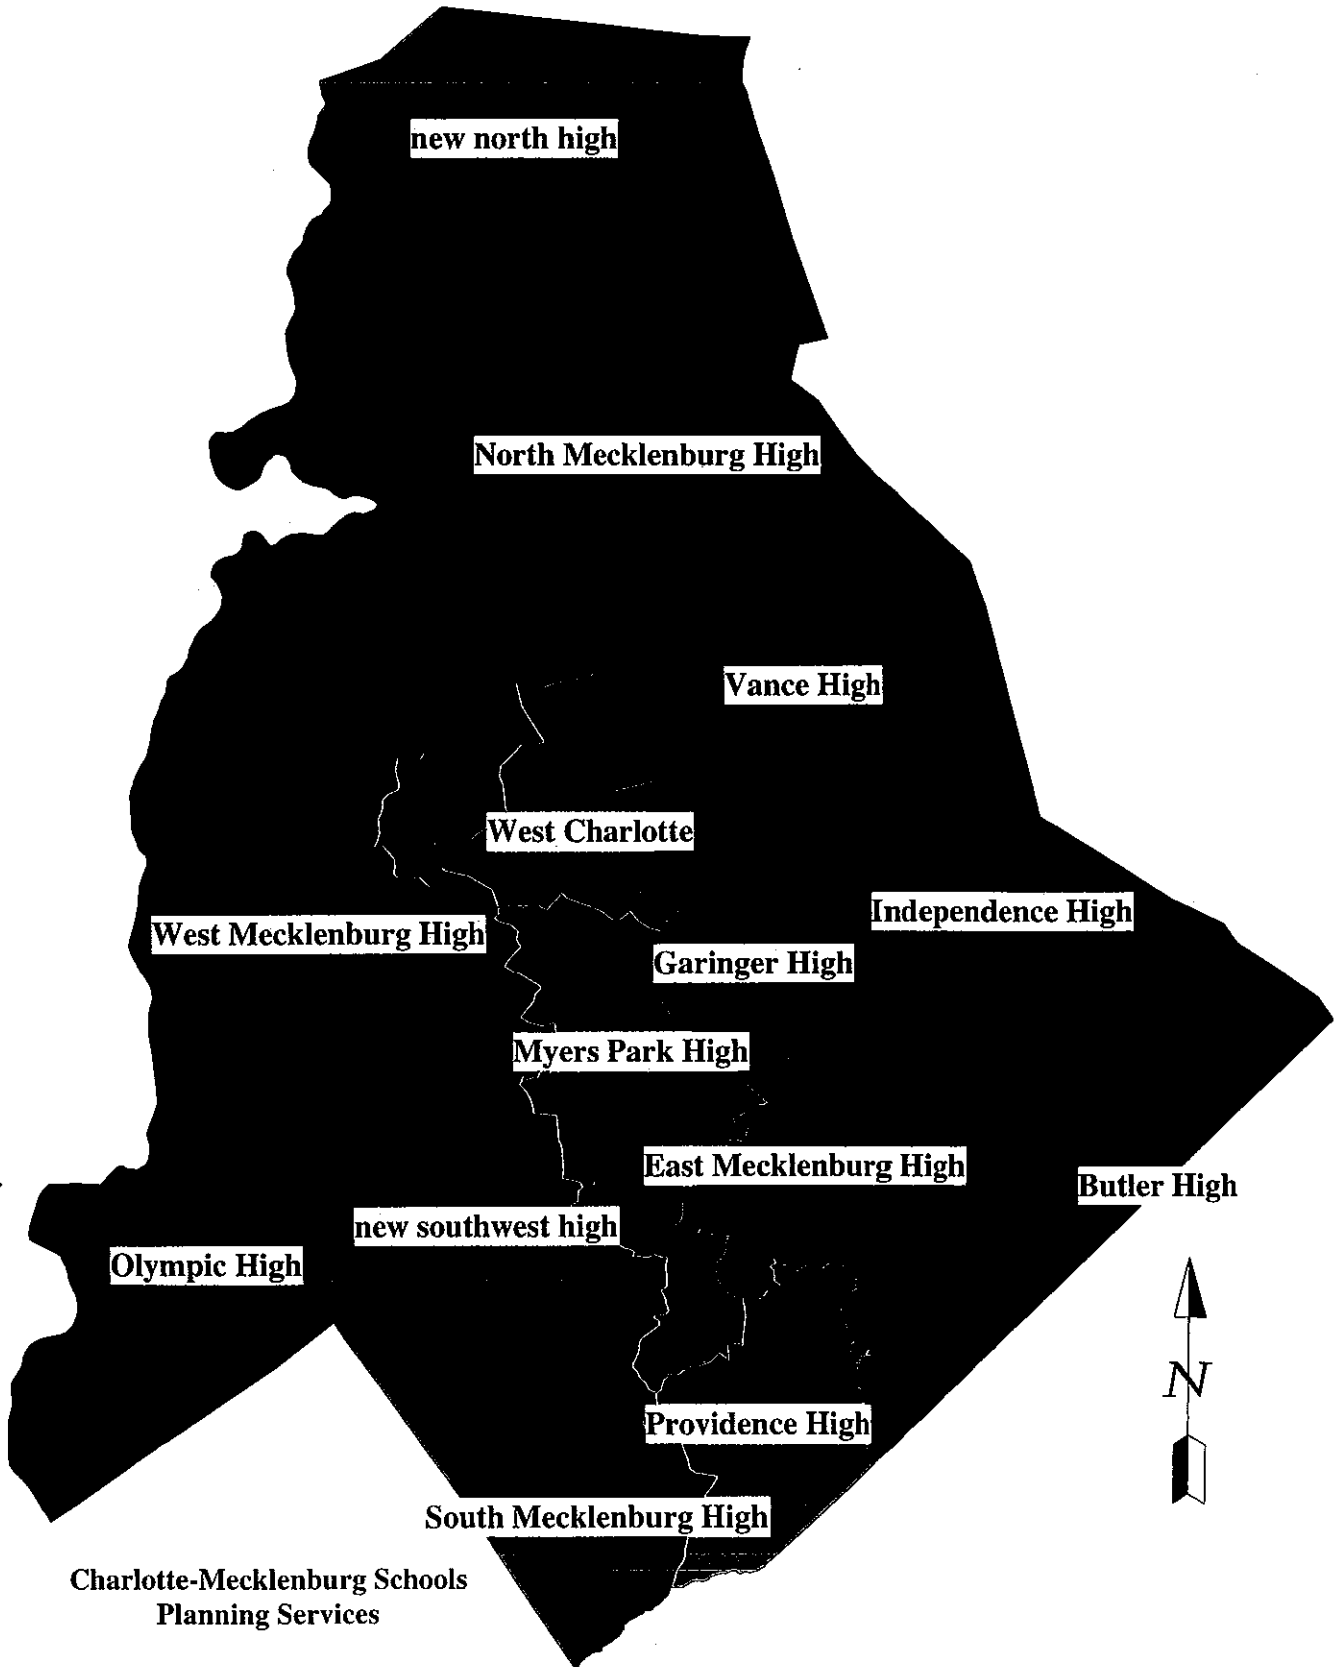 new north high
North Mecklenburg High
Vance High
West Charlotte
Independence High
West Mecklenburg High
Garinger High
Myers Park High
East Mecklenburg High
Butler High
new southwest high
Olympic High
N
Providence High
South Mecklenburg High
Charlotte-Mecklenburg Schools
Planning Services